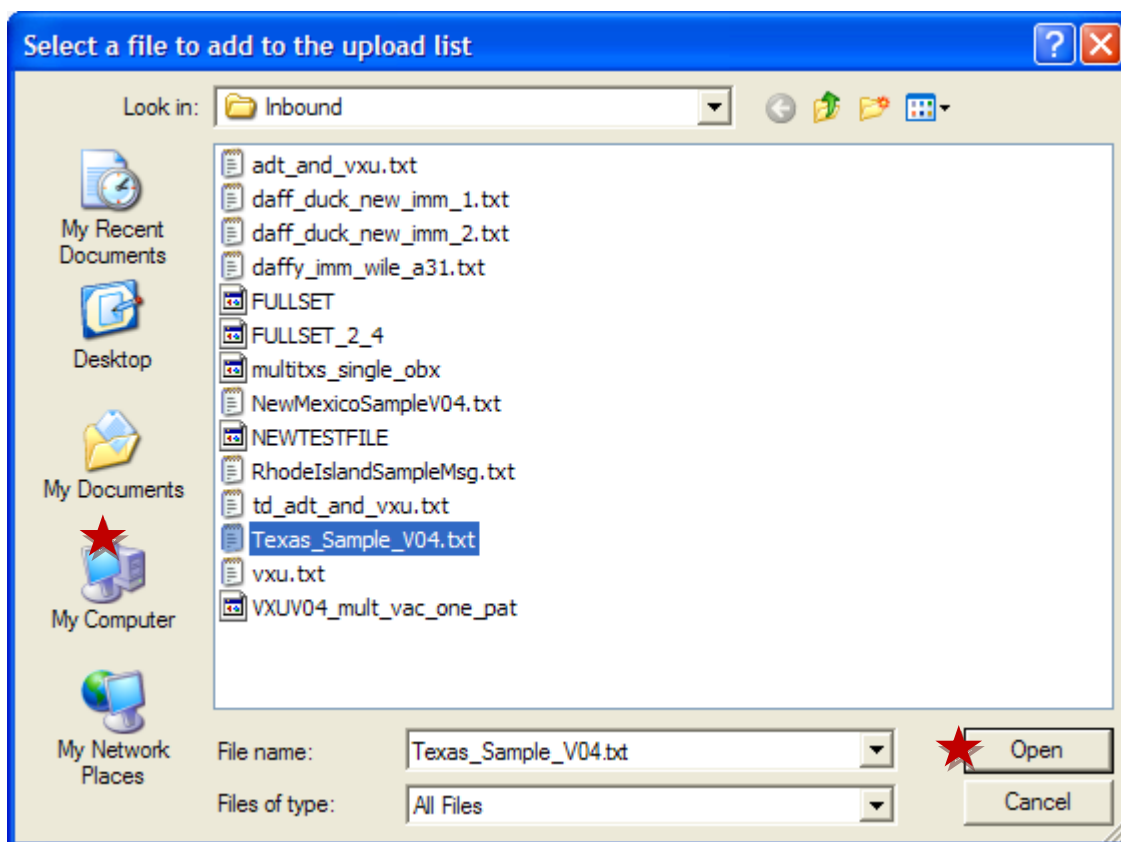 Select a file to add to the upload list
Look in:
Inbound
My Recent
Documents
Desktop
My Documents
My Computer
My Network
Places
adt_and_vxu.txt
daff_duck_new_imm_1.txt
daff_duck_new_imm_2.txt
daffy_imm_wile_a31.txt
FULLSET
FULLSET_2_4
multitxs_single_obx
NewMexicoSampleV04.txt
NEWTESTFILE
RhodeIslandSampleMsg.txt
td_adt_and_vxu.txt
Texas_Sample_V04.txt
vxu.txt
VXUV04_mult_vac_one_pat
File name:
Texas_Sample_V04.txt
Open
Files of type:
All Files
Cancel